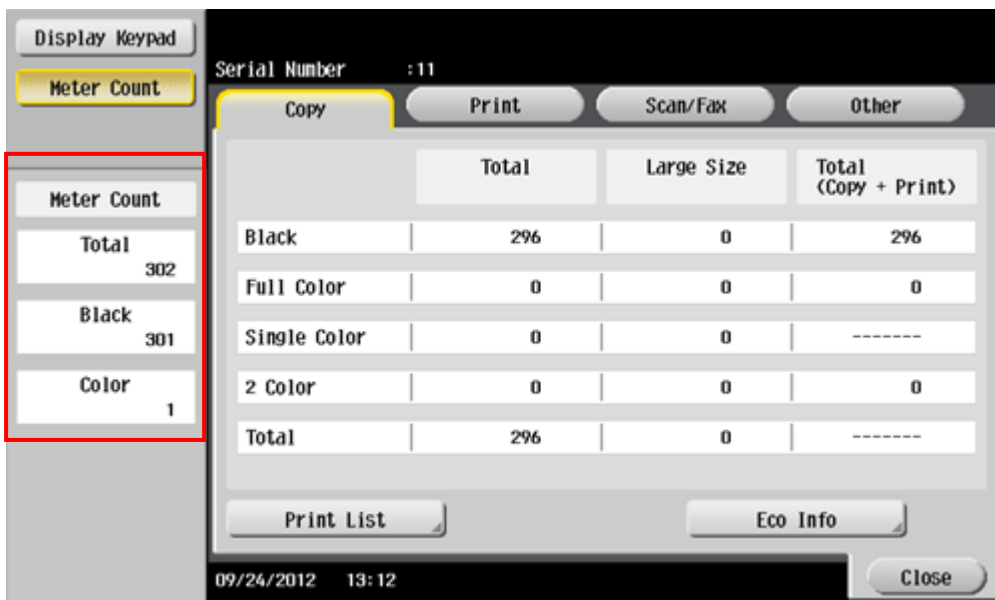 Display Keypad
Meter Count
Serial Number :11
Copy Print Scan/Fax Other
Meter Count
Total
302
Black
301
Color
1
Total Large Size Total
(Copy + Print)
Black 296 0 296
Full Color 0 0 0
Single Color 0 0 -------
2 Color 0 0 0
Total 296 0 -------
Print List Eco Info
09/24/2012 13:12 Close